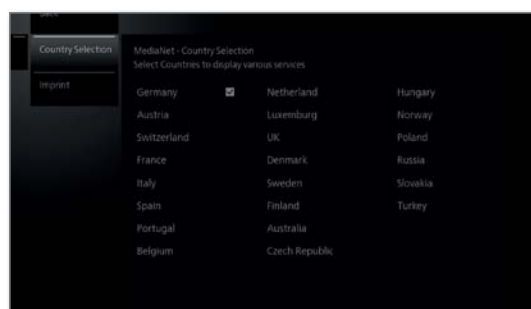 Back
Country Selection
Imprint
MediaNet - Country Selection
Select Countries to display various services
Germany Netherland Hungary
Austria Luxemburg Norway
Switzerland UK Poland
France Denmark Russia
Italy Sweden Slovakia
Spain Finland Turkey
Portugal Australia
Belgium Czech Republic